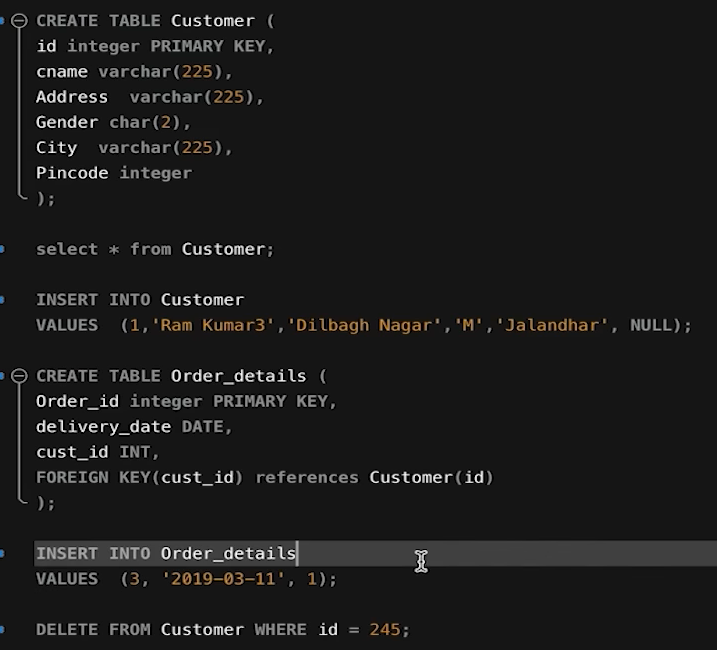 CREATE TABLE Customer (
id integer PRIMARY KEY,
cname varchar(225),
Address  varchar(225),
Gender char(2),
City  varchar(225),
Pincode integer
);
select * from Customer;
INSERT INTO Customer
VALUES  (1,'Ram Kumar3','Dilbagh Nagar','M','Jalandhar', NULL);
CREATE TABLE Order_details (
Order_id integer PRIMARY KEY,
delivery_date DATE,
cust_id INT,
FOREIGN KEY(cust_id) references Customer(id)
);
INSERT INTO Order_details
VALUES  (3, '2019-03-11', 1);
DELETE FROM Customer WHERE id = 245;